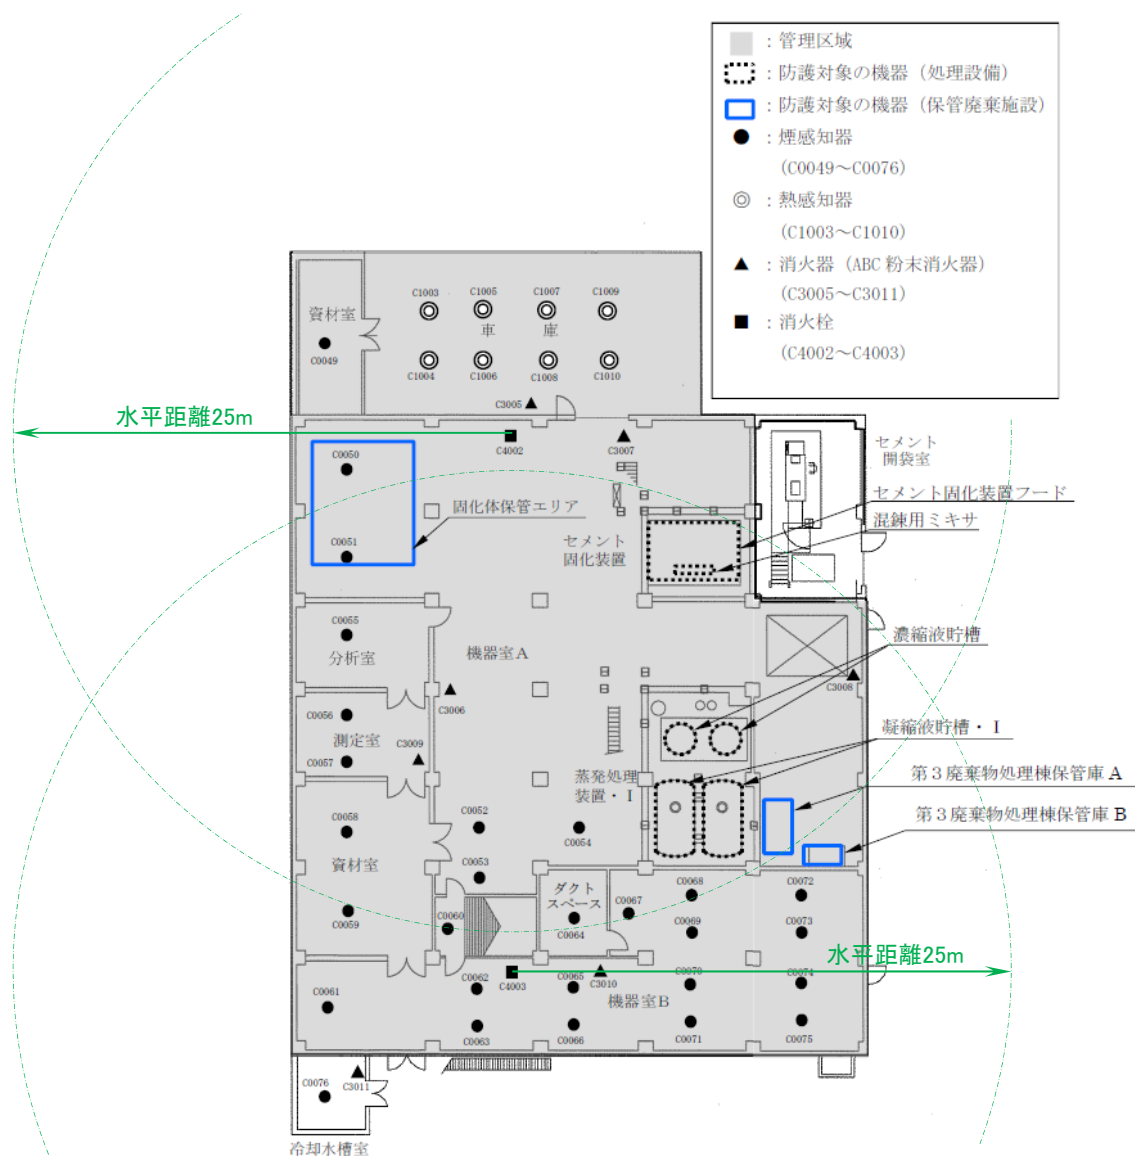 ：管理区域
：防護対象の機器（処理設備）
：防護対象の機器（保管廃棄施設）
：煙感知器
(C0049～C0076)
：熱感知器
(C1003～C1010)
：消火器（ABC 粉末消火器）
(C3005～C3011)
：消火栓
(C4002～C4003)
C1003
C1005
C1007
C1009
資材室
車
庫
C0049
C1004
C1006
C1008
C1010
C3005
水平距離25m
C4002
C3007
C0050
セメント
開袋室
セメント固化装置フード
固化体保管エリア
混錬用ミキサ
C0051
セメント
固化装置
C0055
分析室
機器室A
濃縮液貯槽
C3008
C3006
C0056
測定室
C3009
C0057
凝縮液貯槽・Ⅰ
蒸発処理
装置・Ⅰ
第３廃棄物処理棟保管庫 A
C0052
C0054
第３廃棄物処理棟保管庫 B
C0058
資材室
C0053
C0059
C0060
ダクト
スペース
C0064
C0067
C0068
C0072
C0069
C0073
水平距離25m
C0062
C4003
C0065
C3010
C0070
C0074
C0061
機器室B
C0063
C0066
C0071
C0075
C0076
C3011
冷却水槽室